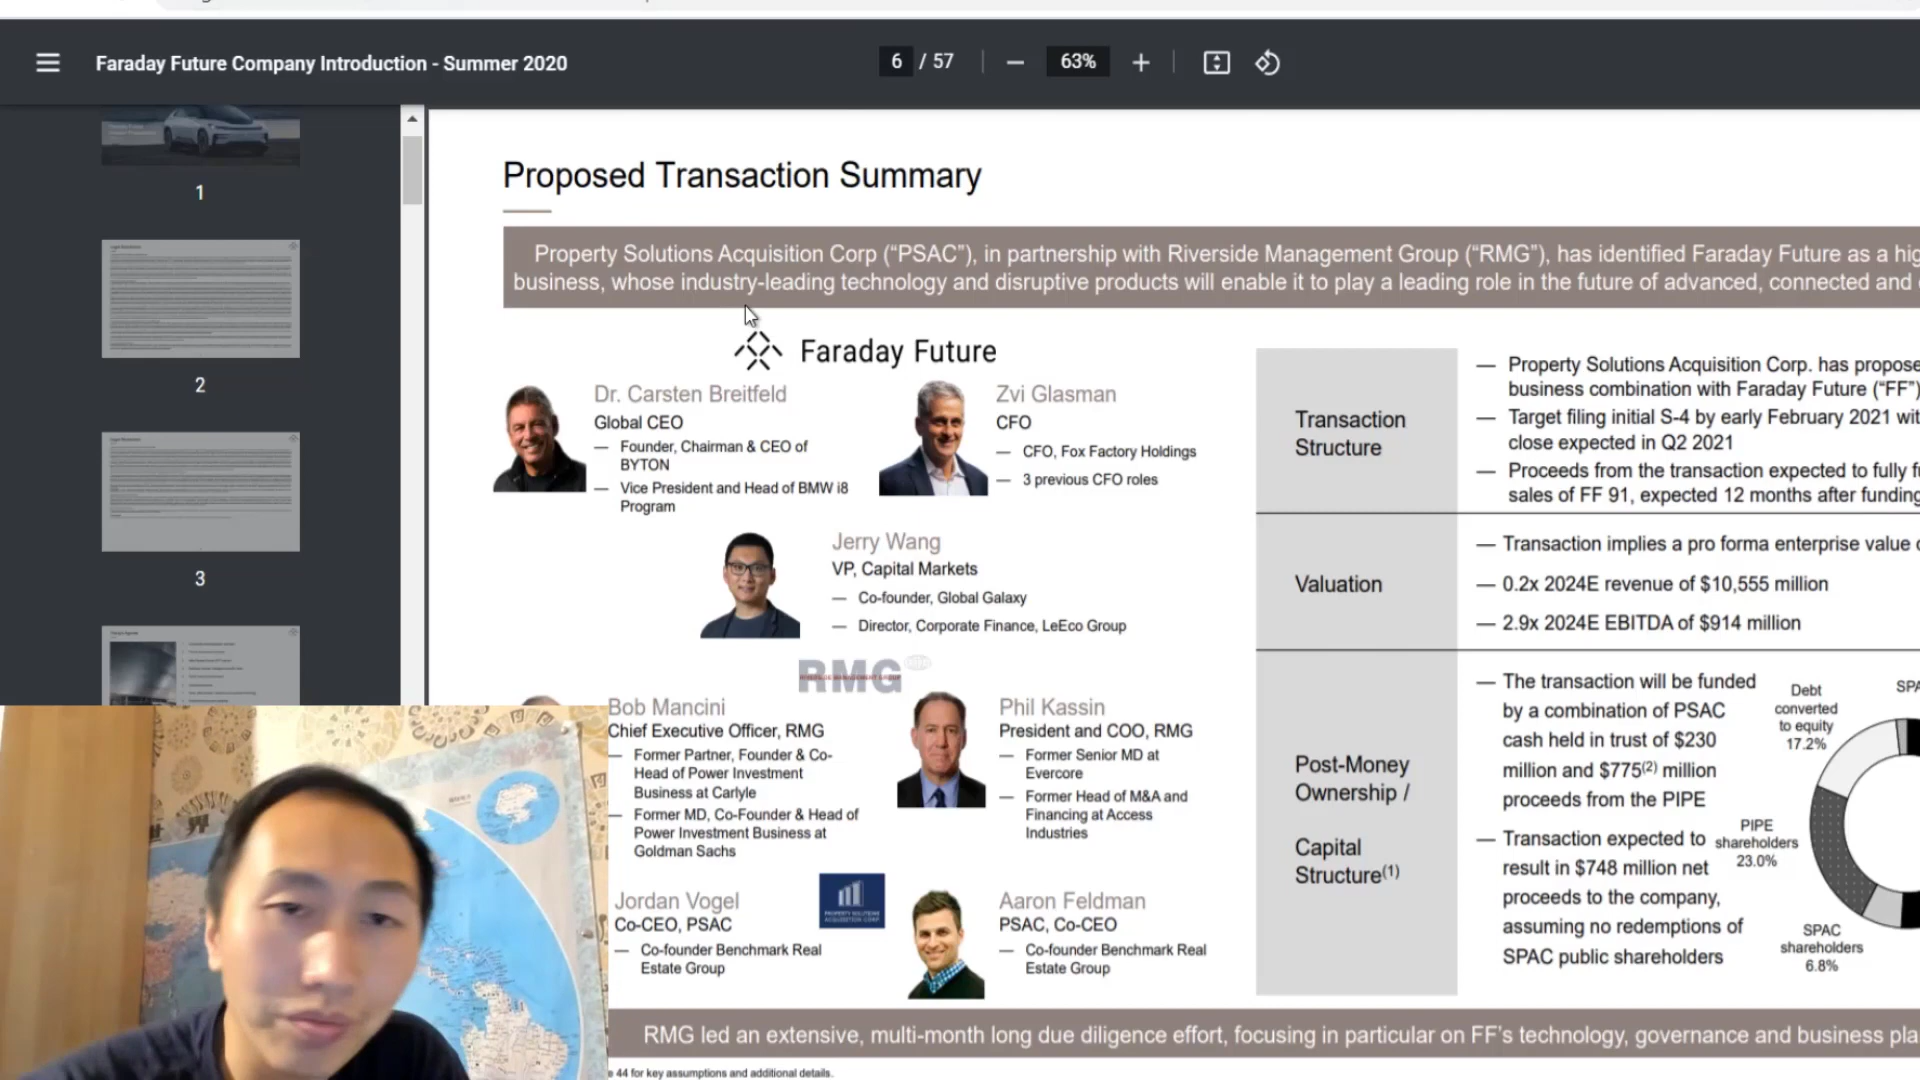 Faraday Future Company Introduction - Summer 2020
6 / 57
63%
1
2
3
Proposed Transaction Summary
Property Solutions Acquisition Corp (“PSAC”), in partnership with Riverside Management Group (“RMG”), has identified Faraday Future as a
business, whose industry-leading technology and disruptive products will enable it to play a leading role in the future of advanced, connected and
Faraday Future
Dr. Carsten Breitfeld
Global CEO
— Founder, Chairman & CEO of
BYTON
— Vice President and Head of BMW i8
Program
Zvi Glasman
CFO
— CFO, Fox Factory Holdings
— 3 previous CFO roles
Jerry Wang
VP, Capital Markets
— Co-founder, Global Galaxy
— Director, Corporate Finance, LeEco Group
RMG
RIVERSIDE MANAGEMENT GROUP
Bob Mancini
Chief Executive Officer, RMG
— Former Partner, Founder & Co-
Head of Power Investment
Business at Carlyle
— Former MD, Co-Founder & Head of
Power Investment Business at
Goldman Sachs
Phil Kassin
President and COO, RMG
— Former Senior MD at
Evercore
— Former Head of M&A and
Financing at Access
Industries
Jordan Vogel
Co-CEO, PSAC
— Co-founder Benchmark Real
Estate Group
PROPERTY SOLUTIONS
ACQUISITION CORP
Aaron Feldman
PSAC, Co-CEO
— Co-founder Benchmark Real
Estate Group
Transaction
Structure
— Property Solutions Acquisition Corp. has
business combination with Faraday Future (“FF”)
— Target filing initial S-4 by early February 2021
close expected in Q2 2021
— Proceeds from the transaction expected to fully
sales of FF 91, expected 12 months after funding
Valuation
— Transaction implies a pro forma enterprise value
— 0.2x 2024E revenue of $10,555 million
— 2.9x 2024E EBITDA of $914 million
Post-Money
Ownership /
Capital
Structure(1)
— The transaction will be funded
by a combination of PSAC
cash held in trust of $230
million and $775(2) million
proceeds from the PIPE
— Transaction expected to
result in $748 million net
proceeds to the company,
assuming no redemptions of
SPAC public shareholders
Debt
converted
to equity
17.2%
PIPE
shareholders
23.0%
SPAC
shareholders
6.8%
RMG led an extensive, multi-month long due diligence effort, focusing in particular on FF’s technology, governance and business
44 for key assumptions and additional details.